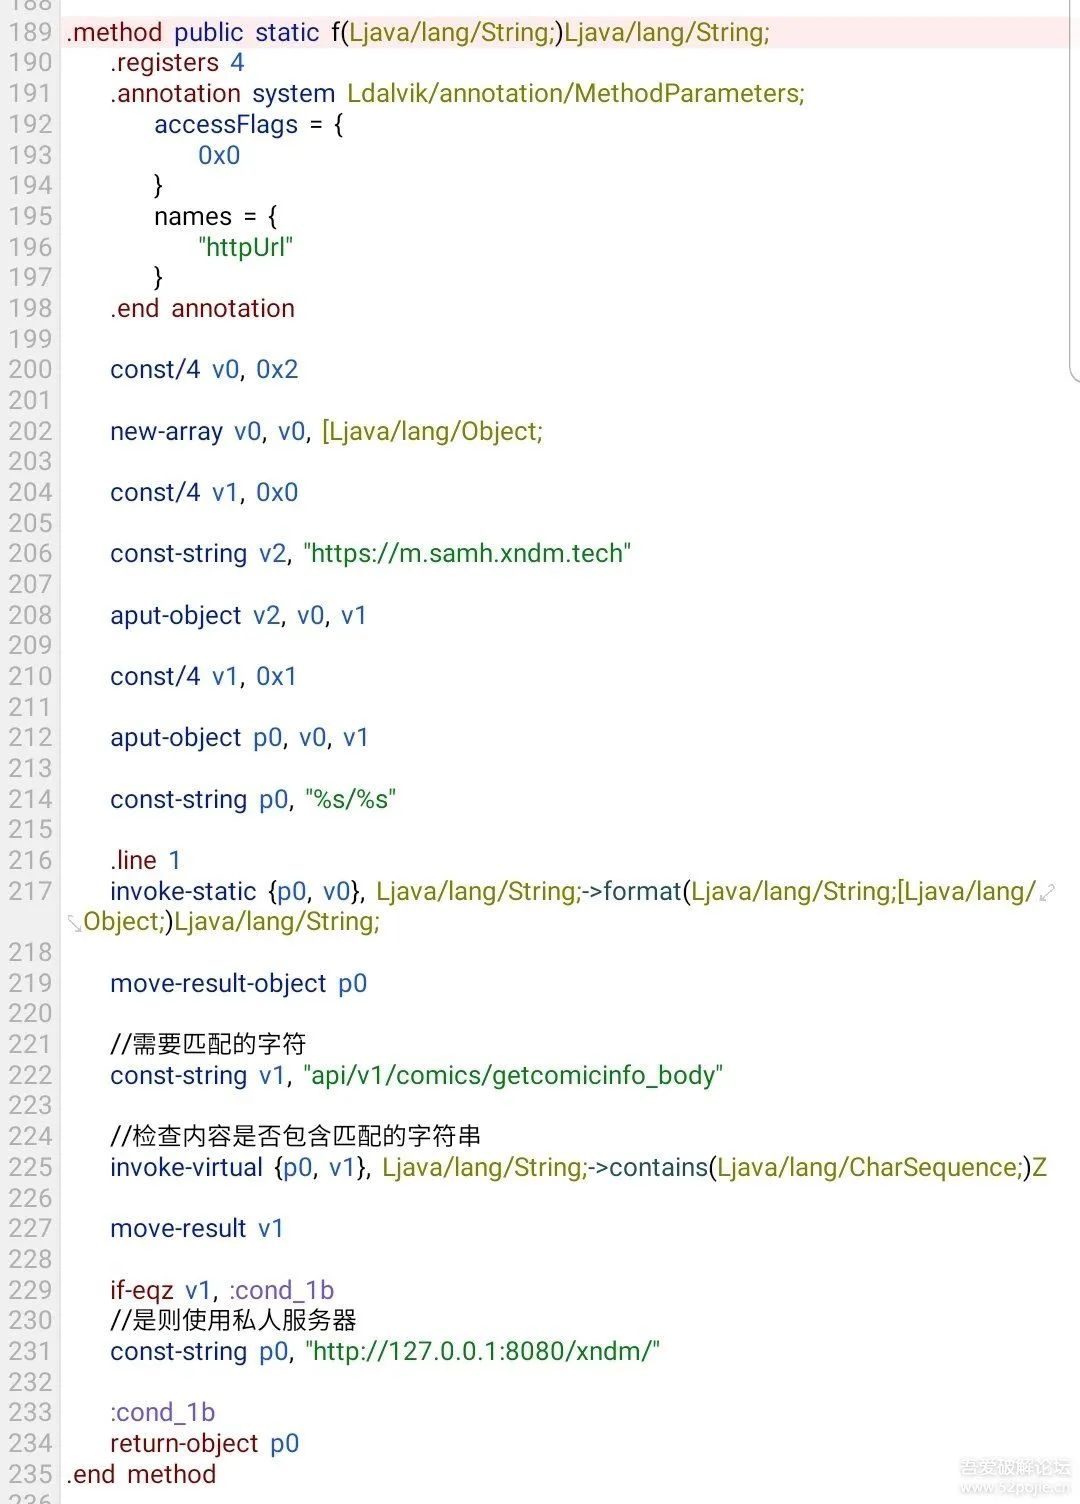 188
189 .method public static f(Ljava/lang/String;)Ljava/lang/String;
190 .registers 4
191 .annotation system Ldalvik/annotation/MethodParameters;
192 accessFlags = {
193 0x0
194 }
195 names = {
196 "httpUrl"
197 }
198 .end annotation
199
200 const/4 v0, 0x2
201
202 new-array v0, v0, [Ljava/lang/Object;
203
204 const/4 v1, 0x0
205
206 const-string v2, "https://m.samh.xndm.tech"
207
208 aput-object v2, v0, v1
209
210 const/4 v1, 0x1
211
212 aput-object p0, v0, v1
213
214 const-string p0, "%s/%s"
215
216 .line 1
217 invoke-static {p0, v0}, Ljava/lang/String;->format(Ljava/lang/String;[Ljava/lang/
Object;)Ljava/lang/String;
218
219 move-result-object p0
220
221 //需要匹配的字符
222 const-string v1, "api/v1/comics/getcomicinfo_body"
223
224 //检查内容是否包含匹配的字符串
225 invoke-virtual {p0, v1}, Ljava/lang/String;->contains(Ljava/lang/CharSequence;)Z
226
227 move-result v1
228
229 if-eqz v1, :cond_1b
230 //是则使用私人服务器
231 const-string p0, "http://127.0.0.1:8080/xndm/"
232
233 :cond_1b
234 return-object p0
235 .end method
236
吾爱破解论坛
www.52pojie.cn